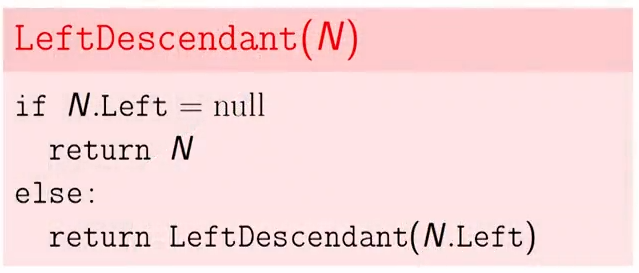 LeftDescendant(N)
if N.Left = null
return N
else:
return LeftDescendant(N.Left)